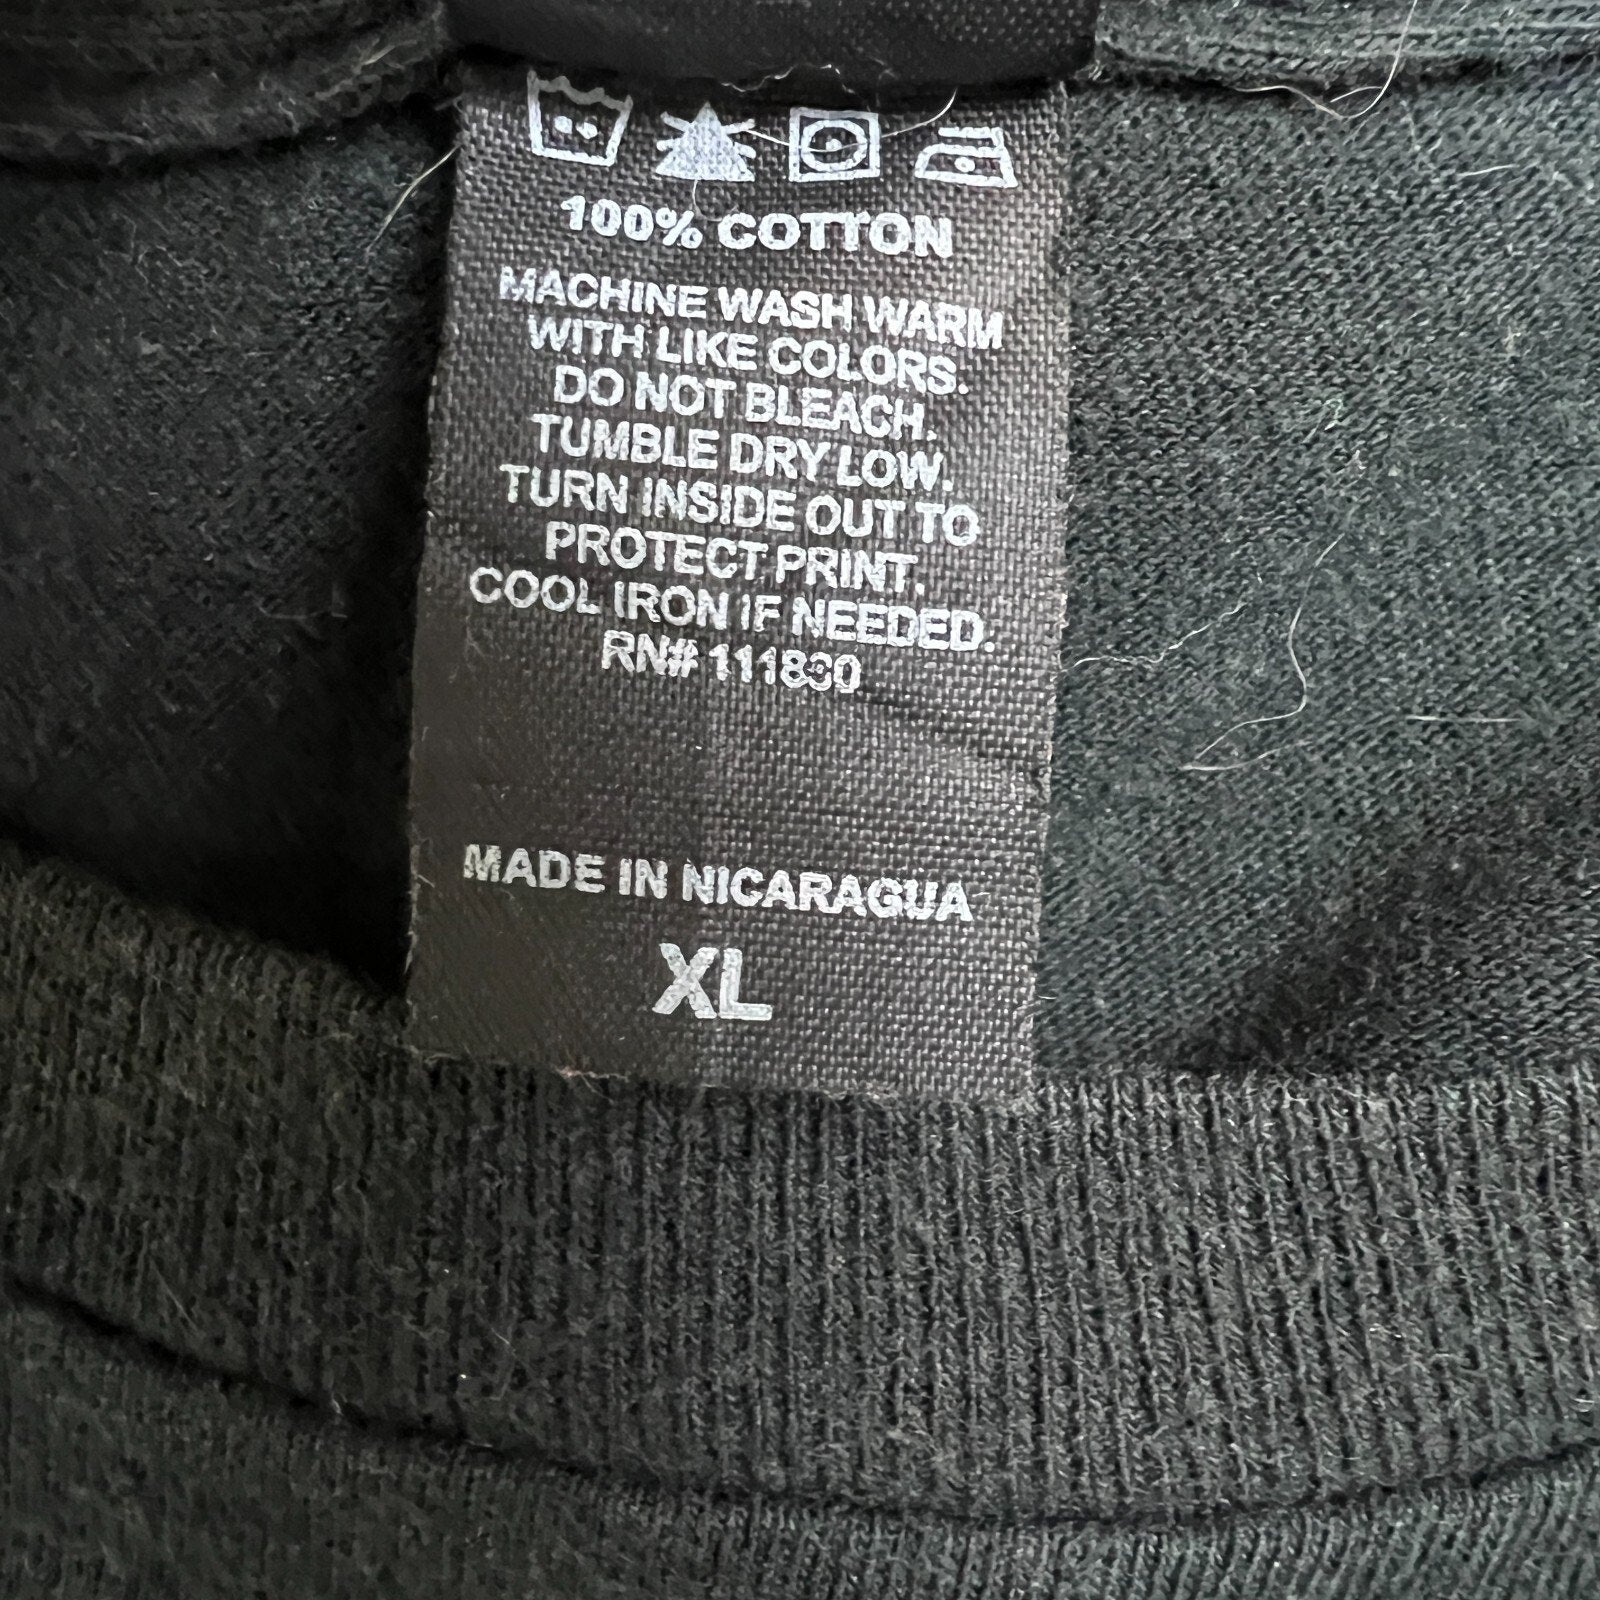 100% COTTON
MACHINE WASH WARM
WITH LIKE COLORS.
DO NOT BLEACH.
TUMBLE DRY LOW.
TURN INSIDE OUT TO
PROTECT PRINT.
COOL IRON IF NEEDED.
RN#
MADE IN NICARAGUA
XL